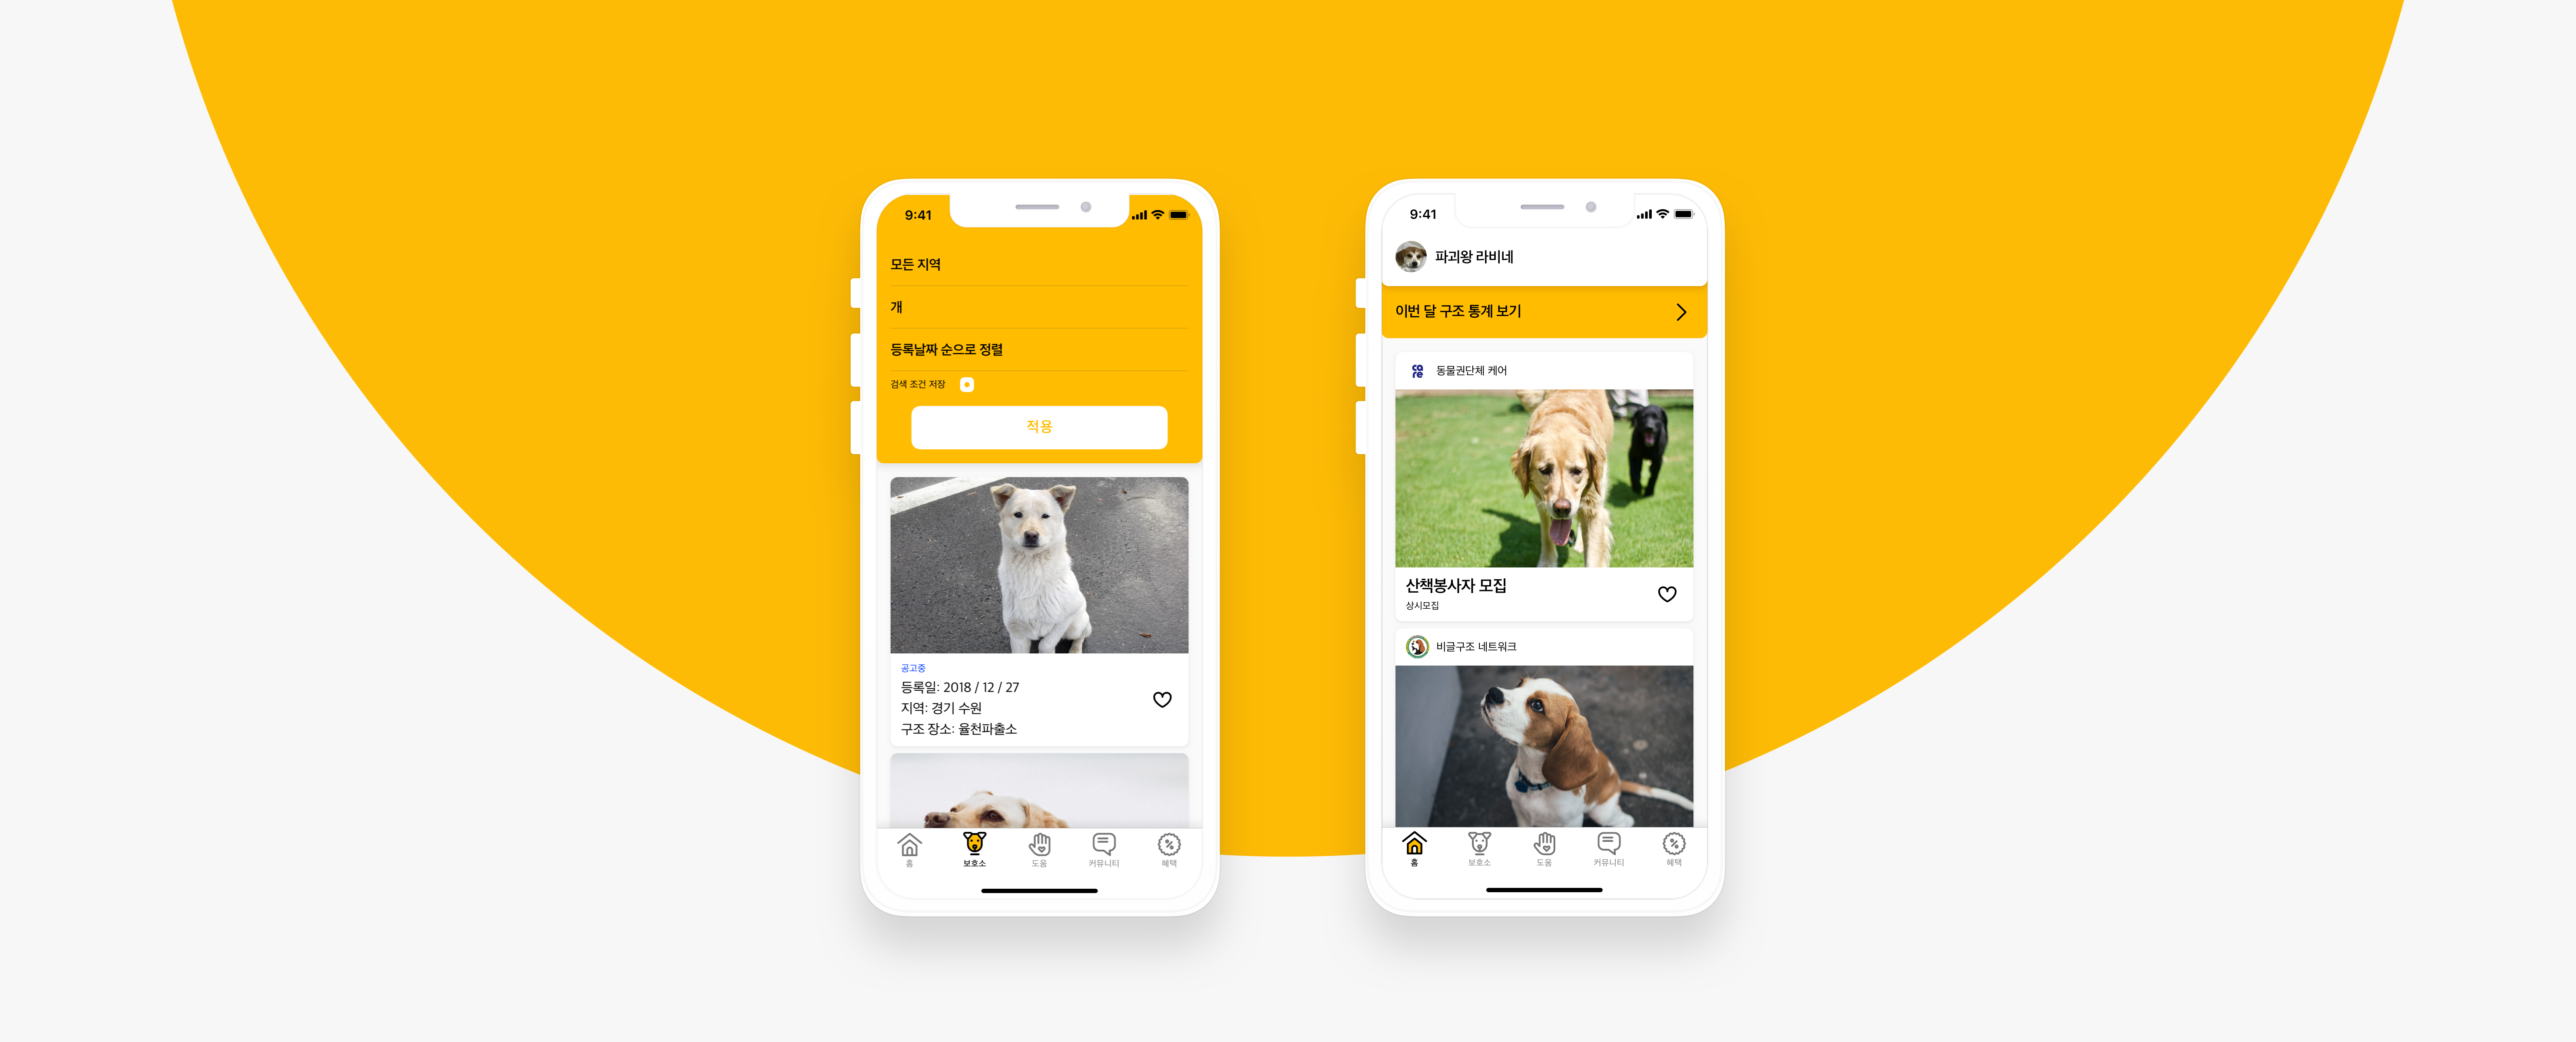 9:41
모든 지역
개
등록날짜 순으로 정렬
검색 조건 저장
적용
공고중
등록일: 2018 / 12 / 27
지역: 경기 수원
구조 장소: 율천파출소
홈
보호소
도움
커뮤니티
혜택
9:41
파괴왕 라비네
이번 달 구조 통계 보기
care
동물권단체 케어
산책봉사자 모집
상시모집
비글구조 네트워크
홈
보호소
도움
커뮤니티
혜택